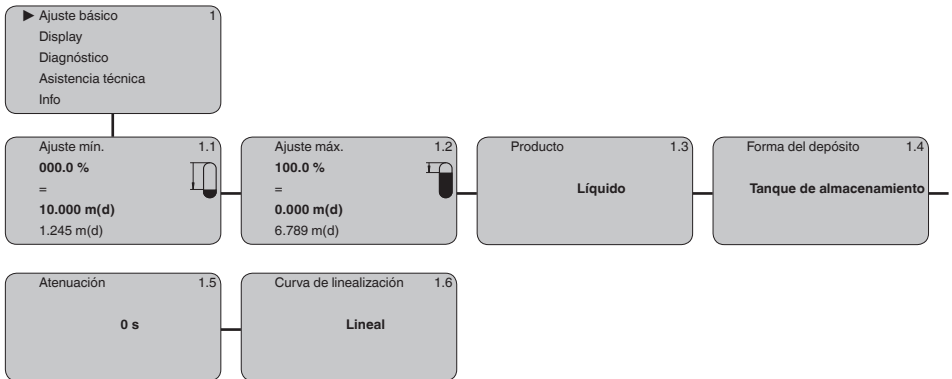 ▶ Ajuste básico 1
Display
Diagnóstico
Asistencia técnica
Info
Ajuste mín. 1.1
000.0 %
=
10.000 m(d)
1.245 m(d)
Ajuste máx. 1.2
100.0 %
=
0.000 m(d)
6.789 m(d)
Producto 1.3
Líquido
Forma del depósito 1.4
Tanque de almacenamiento
Atenuación 1.5
0 s
Curva de linealización 1.6
Lineal